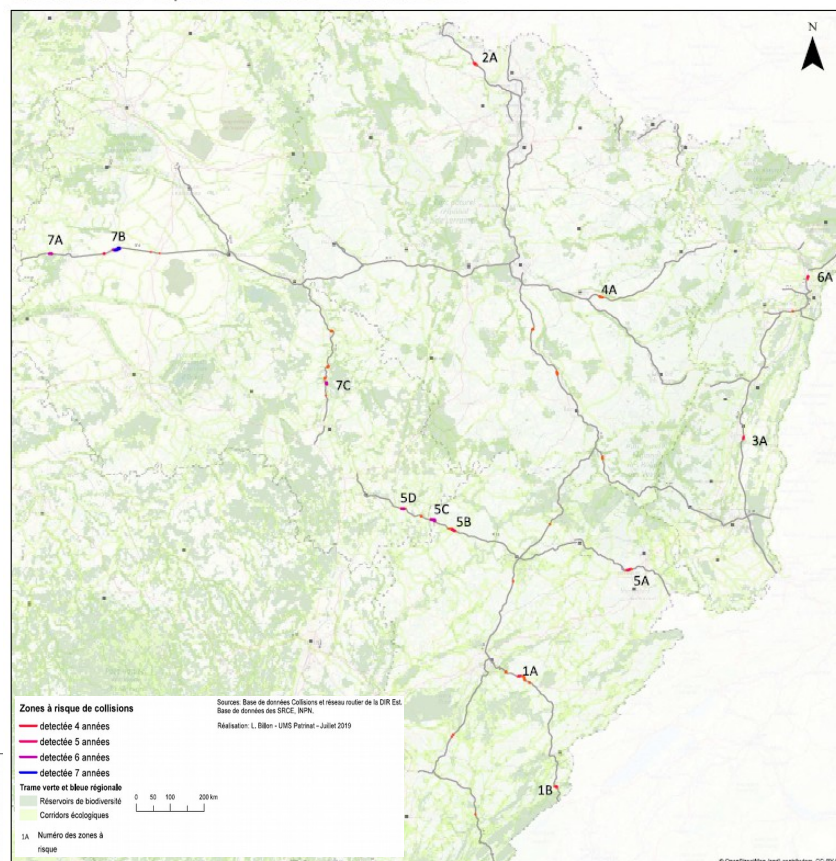 N
2A
7A
7B
6A
4A
7C
3A
5D
5C
5B
5A
1A
1B
Zones à risque de collisions
detectée 4 années
detectée 5 années
detectée 6 années
detectée 7 années
Trame verte et bleue régionale
Réservoirs de biodiversité
Corridors écologiques
1A Numéro des zones à
risque
0 50 100 200 km
Sources: Base de données Collisions et réseau routier de la DIR Est.
Base de données des SRCE, INPN.
Réalisation: L. Billon - UMS Patrinat – Juillet 2019